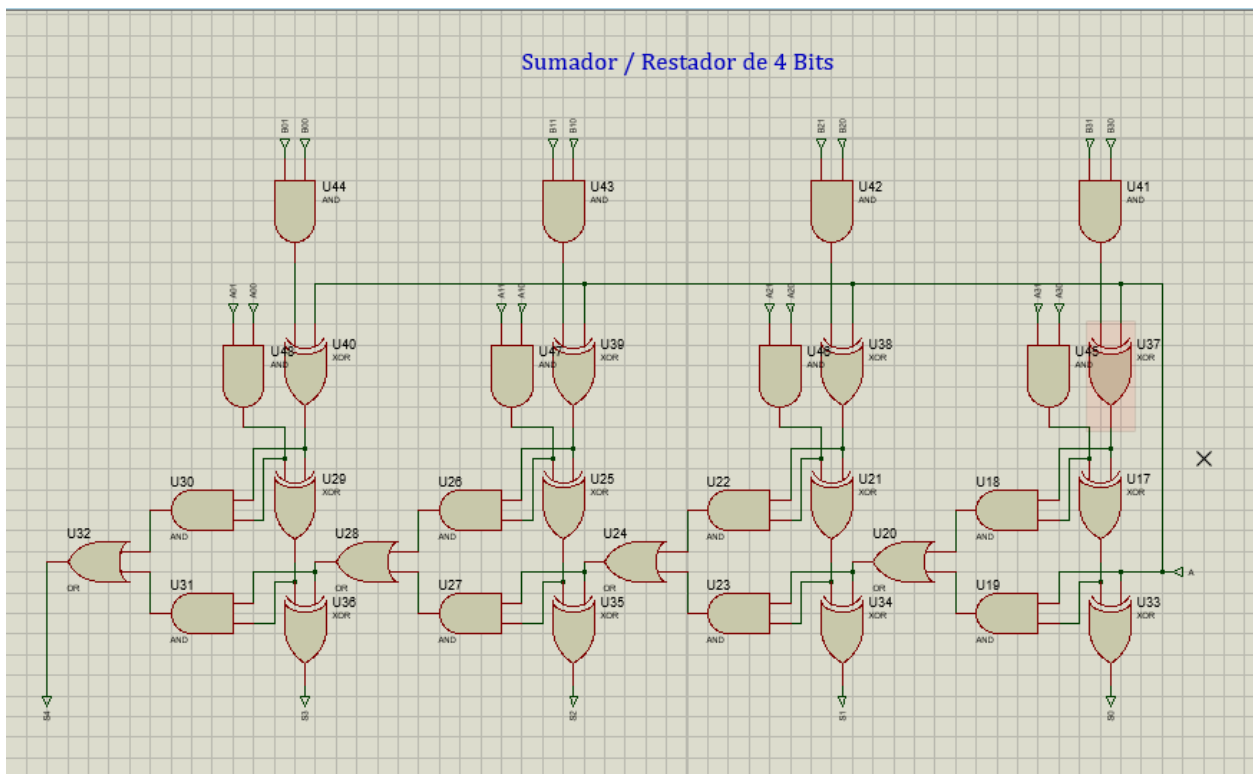 Sumador / Restador de 4 Bits
B01 B00 B11 B10 B21 B20 B31 B30
U44 U43 U42 U41
AND AND AND AND
A01 A00 A11 A10 A21 A20 A31 A30
U48 U40 U47 U39 U46 U38 U45 U37
AND XOR AND XOR AND XOR AND XOR
U30 U29 U26 U25 U22 U21 U18 U17
XOR XOR XOR XOR
U32 AND U28 AND U24 AND U20 AND
A
OR U31 U36 OR U27 U35 OR U23 U34 OR U19 U33
XOR XOR XOR XOR
AND AND AND AND
S4 S3 S2 S1 S0